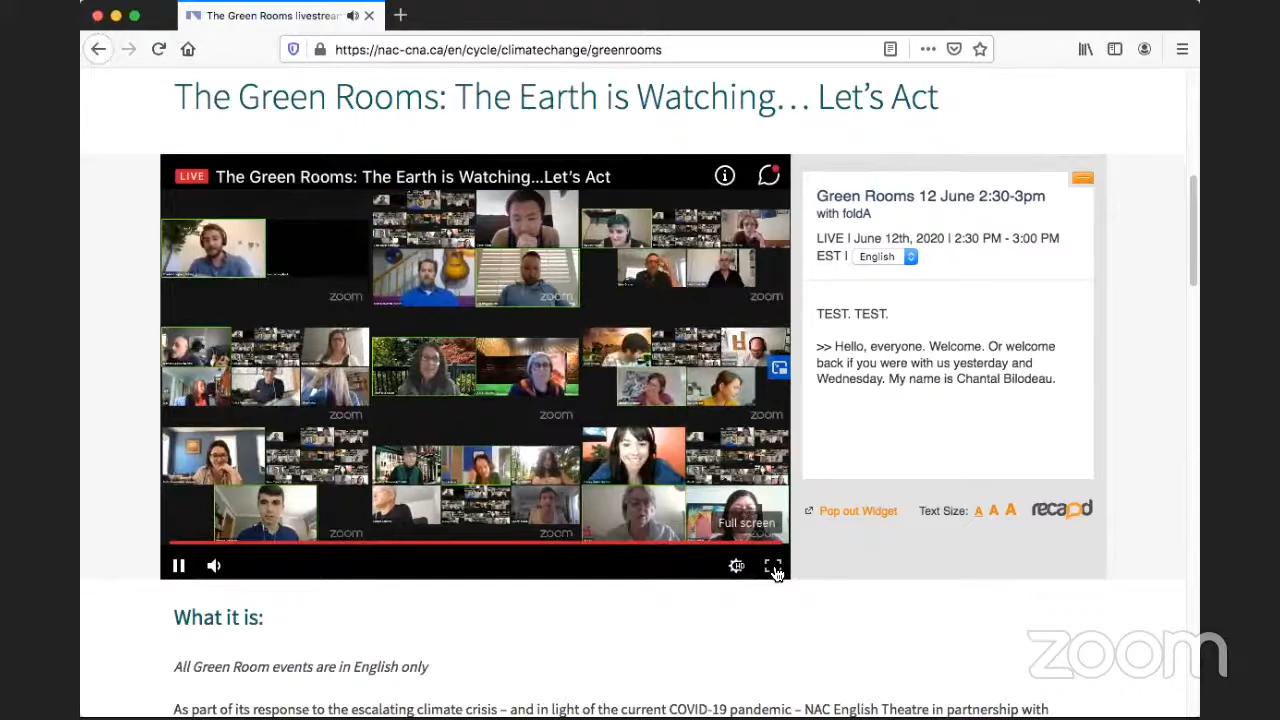 The Green Rooms livestream
https://nac-cna.ca/en/cycle/climatechange/greenrooms
The Green Rooms: The Earth is Watching… Let's Act
LIVE The Green Rooms: The Earth is Watching...Let's Act
zoom
zoom
zoom
zoom
zoom
zoom
zoom
zoom
zoom
Full screen
HD
Green Rooms 12 June 2:30-3pm
with foldA
LIVE | June 12th, 2020 | 2:30 PM - 3:00 PM
EST | English
TEST. TEST.
>> Hello, everyone. Welcome. Or welcome
back if you were with us yesterday and
Wednesday. My name is Chantal Bilodeau.
Pop out Widget Text Size: A A A recapd
What it is:
All Green Room events are in English only
As part of its response to the escalating climate crisis – and in light of the current COVID-19 pandemic – NAC English Theatre in partnership with
zoom